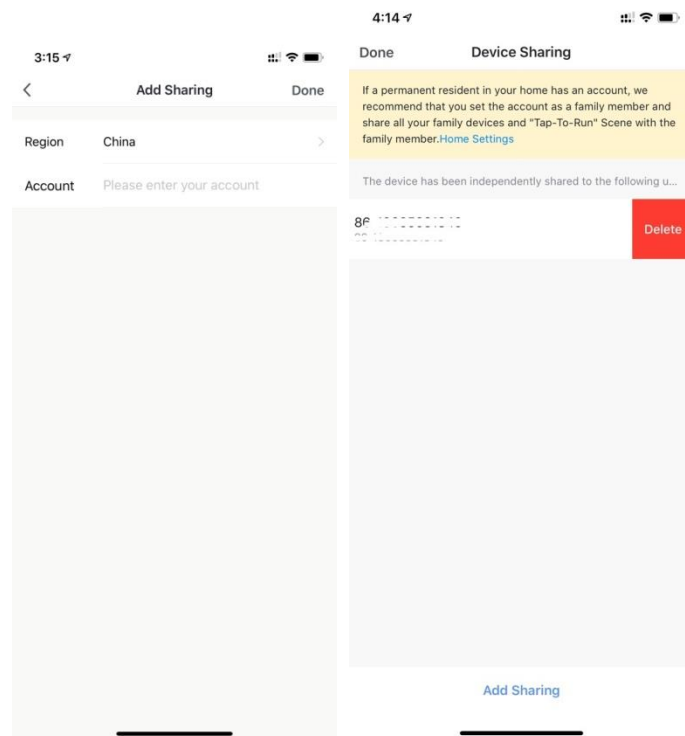 3:15
Add Sharing
Done
Region China
Account Please enter your account
4:14
Done
Device Sharing
If a permanent resident in your home has an account, we
recommend that you set the account as a family member and
share all your family devices and "Tap-To-Run" Scene with the
family member.Home Settings
The device has been independently shared to the following u...
Delete
Add Sharing